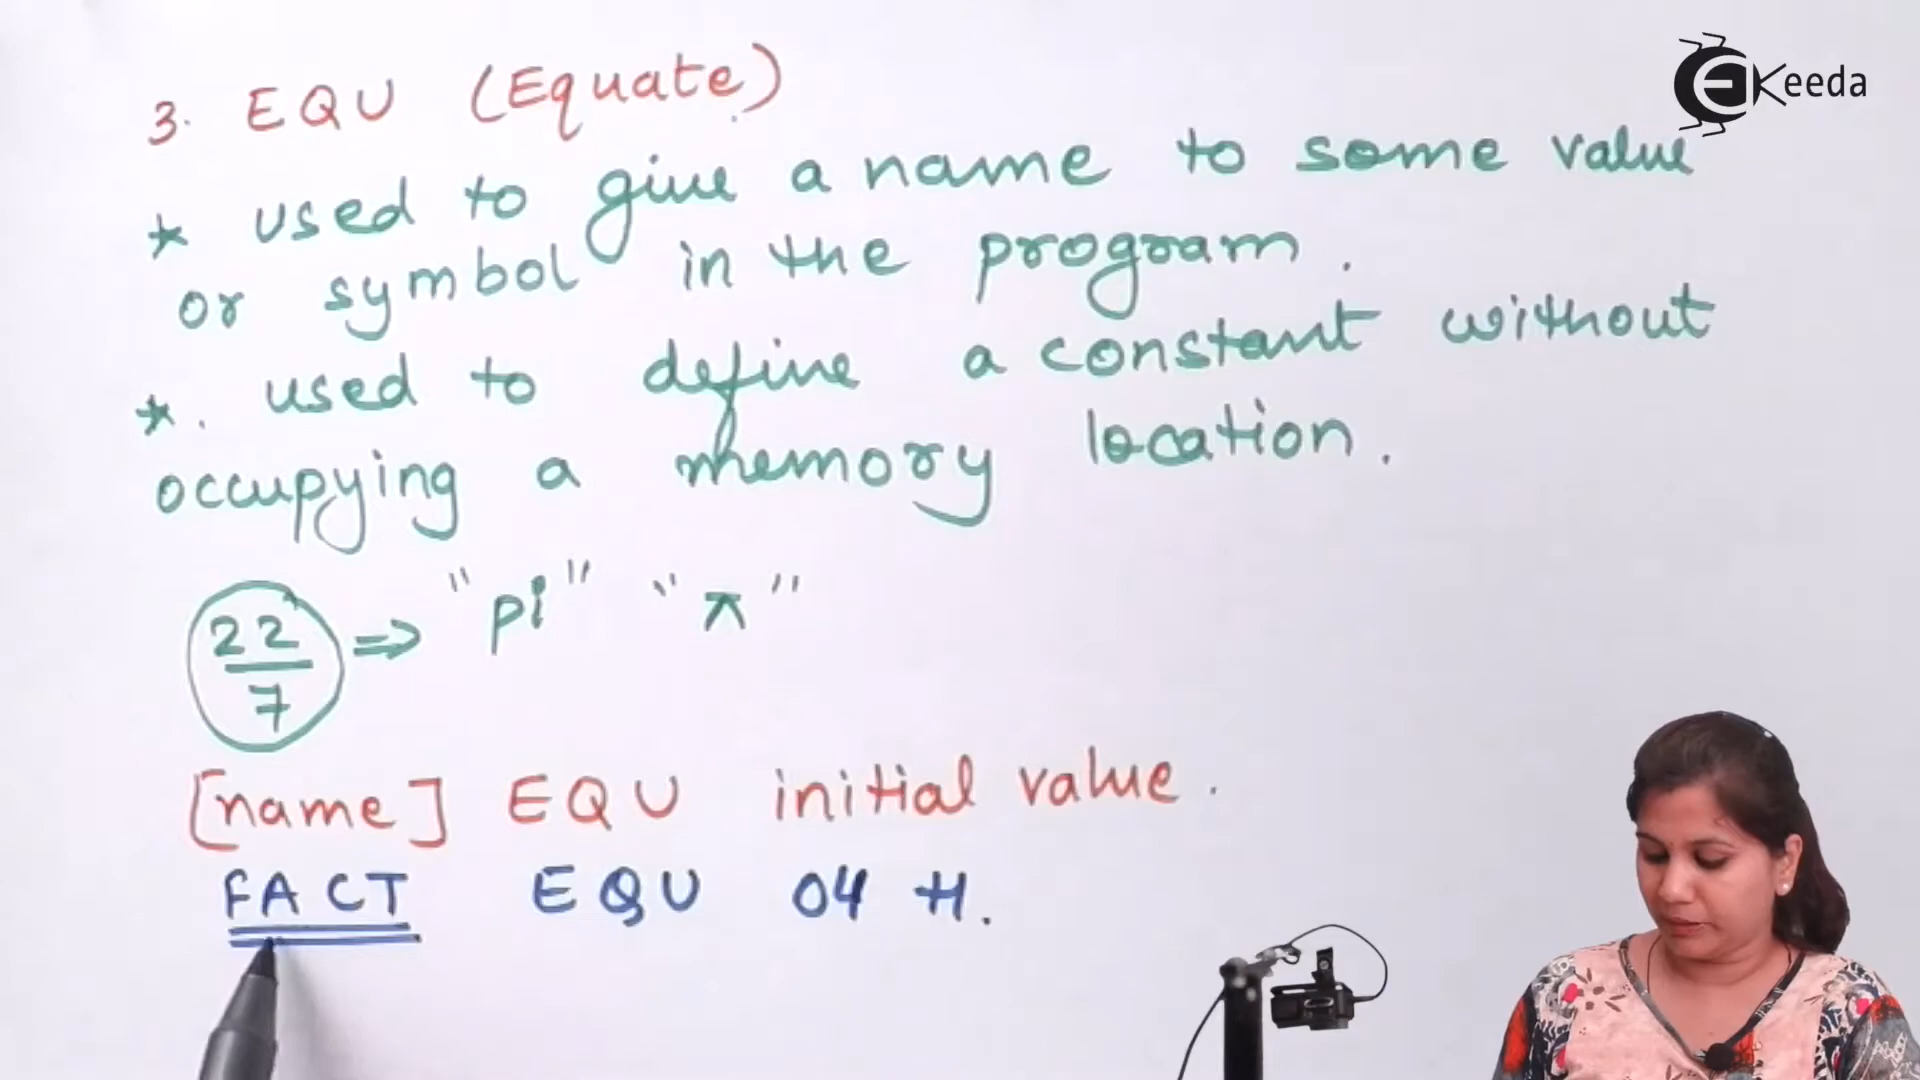 Keeda
3. EQU (Equate)
* used to give a name to some value
or symbol in the program.
*. used to define a constant without
occupying a memory location.
22/7 ⇒ "pi" "π"
[name] EQU initial value.
FACT EQU 04 H.